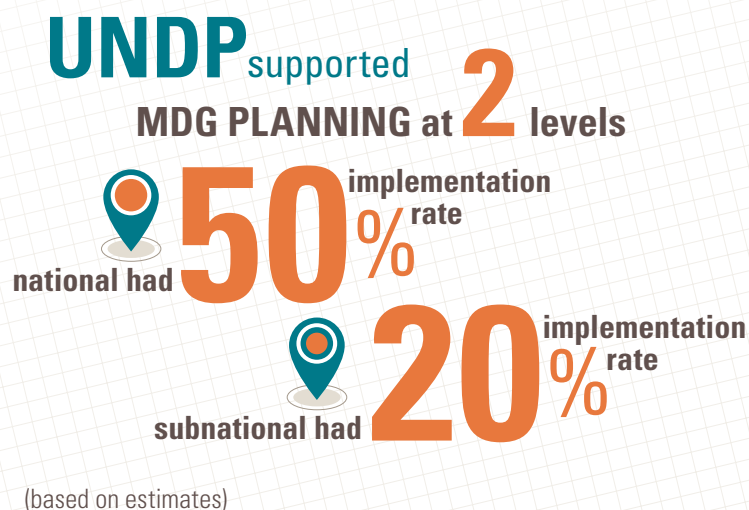 UNDP supported
MDG PLANNING at 2 levels
national had 50% implementation rate
subnational had 20% implementation rate
(based on estimates)